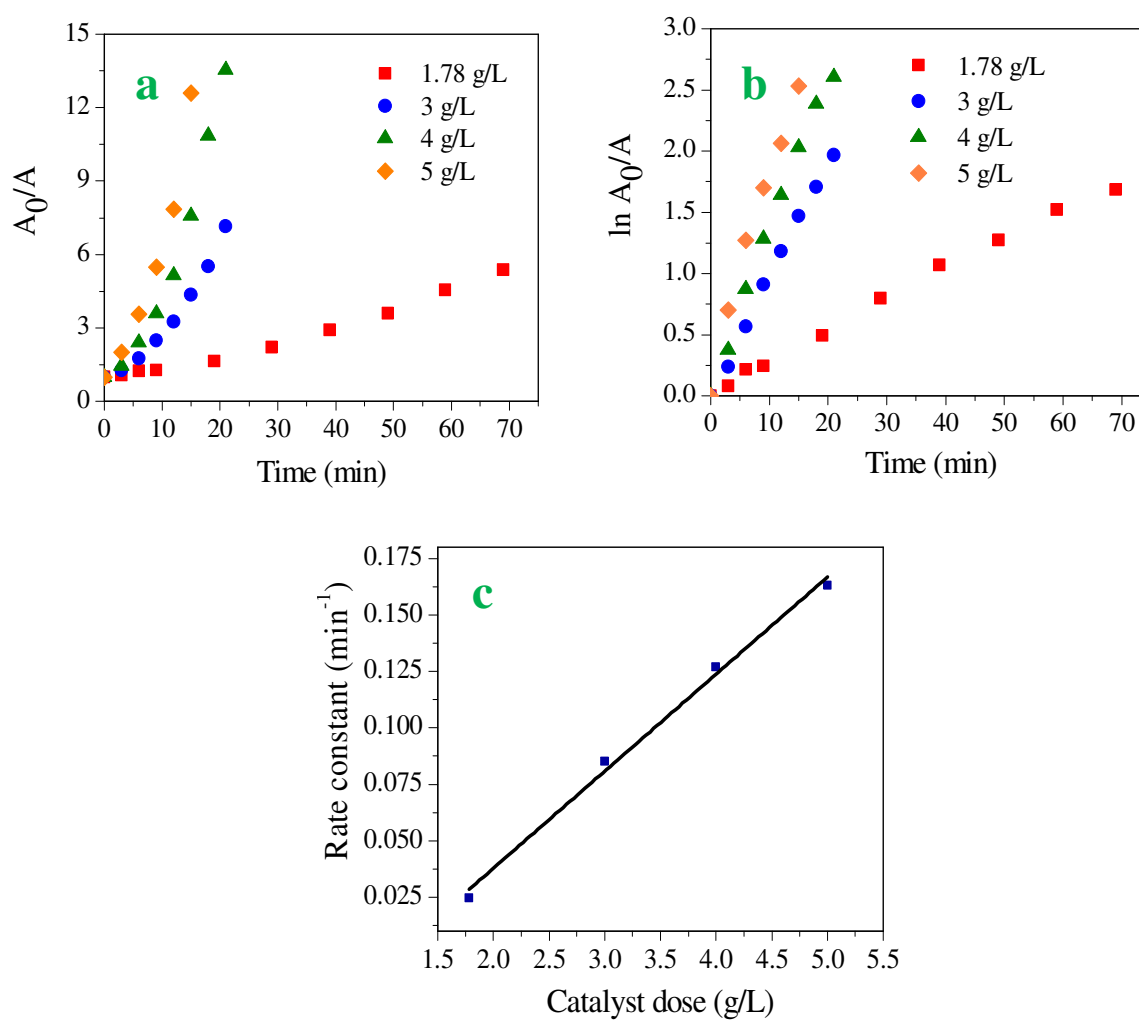 a
A0/A
15
12
9
6
3
0
1.78 g/L
3 g/L
4 g/L
5 g/L
0 10 20 30 40 50 60 70
Time (min)
b
ln A0/A
3.0
2.5
2.0
1.5
1.0
0.5
0.0
1.78 g/L
3 g/L
4 g/L
5 g/L
0 10 20 30 40 50 60 70
Time (min)
c
Rate constant (min-1)
0.175
0.150
0.125
0.100
0.075
0.050
0.025
1.5 2.0 2.5 3.0 3.5 4.0 4.5 5.0 5.5
Catalyst dose (g/L)